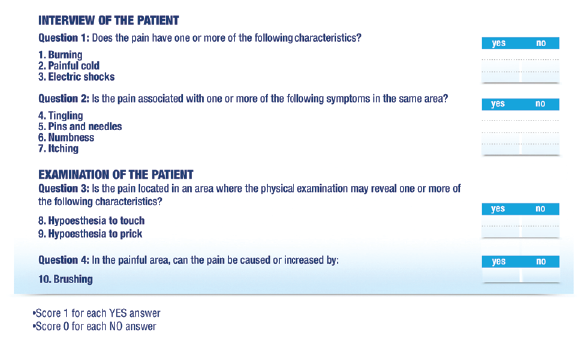 INTERVIEW OF THE PATIENT
Question 1: Does the pain have one or more of the following characteristics?
yes no
1. Burning
2. Painful cold
3. Electric shocks
Question 2: Is the pain associated with one or more of the following symptoms in the same area?
yes no
4. Tingling
5. Pins and needles
6. Numbness
7. Itching
EXAMINATION OF THE PATIENT
Question 3: Is the pain located in an area where the physical examination may reveal one or more of
the following characteristics?
yes no
8. Hypoesthesia to touch
9. Hypoesthesia to prick
Question 4: In the painful area, can the pain be caused or increased by:
yes no
10. Brushing
•Score 1 for each YES answer
•Score 0 for each NO answer